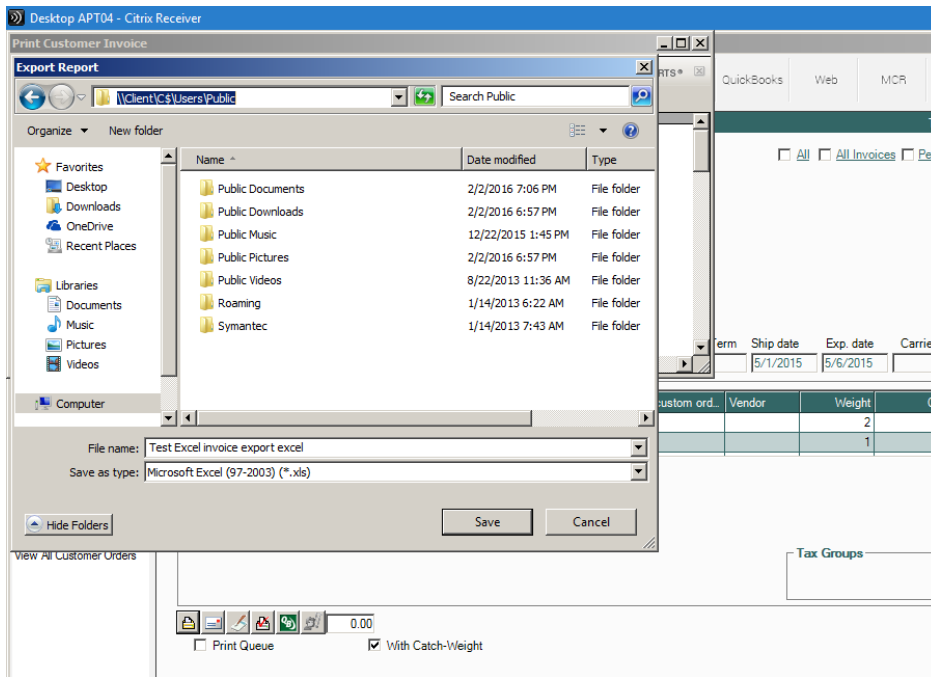 Desktop APT04 - Citrix Receiver
Print Customer Invoice
Export Report
RTS®
QuickBooks Web MCR
\\Client\C$\Users\Public
Search Public
Organize New folder
All All Invoices Pe
Name Date modified Type
Favorites
Desktop
Downloads
OneDrive
Recent Places
Libraries
Documents
Music
Pictures
Videos
Computer
Public Documents 2/2/2016 7:06 PM File folder
Public Downloads 2/2/2016 6:57 PM File folder
Public Music 12/22/2015 1:45 PM File folder
Public Pictures 2/2/2016 6:57 PM File folder
Public Videos 8/22/2013 11:36 AM File folder
Roaming 1/14/2013 6:22 AM File folder
Symantec 1/14/2013 7:43 AM File folder
erm Ship date Exp. date Carrie
5/1/2015 5/6/2015
custom ord... Vendor Weight
2
1
File name: Test Excel invoice export excel
Save as type: Microsoft Excel (97-2003) (*.xls)
Hide Folders Save Cancel
View All Customer Orders
Tax Groups
0.00
Print Queue With Catch-Weight